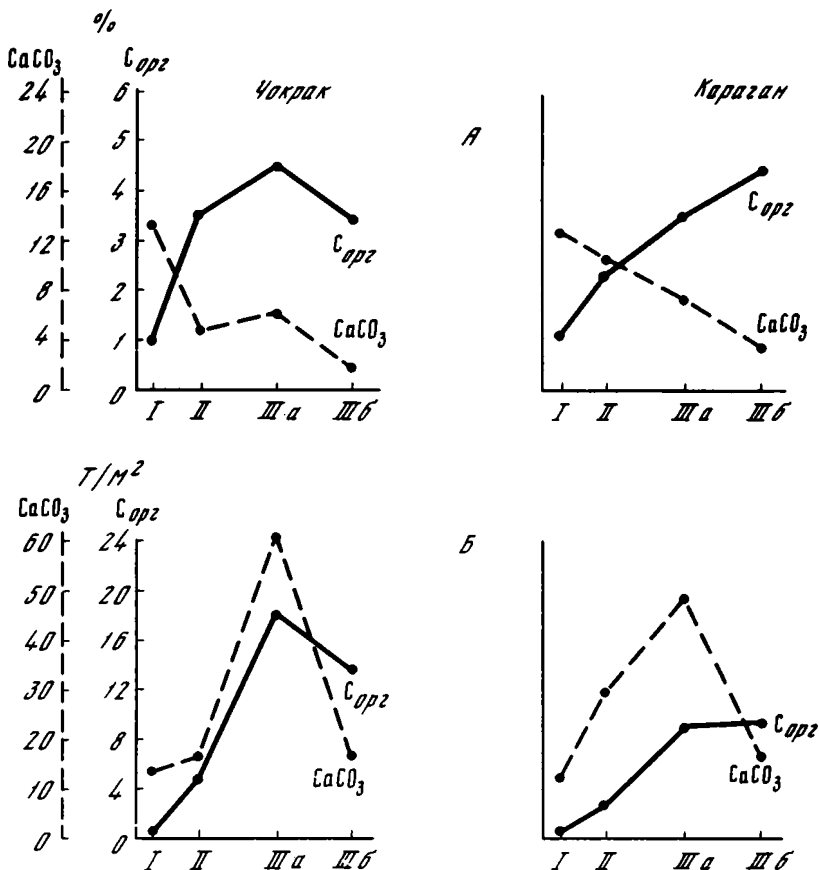 %
CaCO₃ Cорг
Чокрак
Караган
24 6
5
20
А
16 4
Cорг
3
12
Cорг
8 2
CaCO₃
CaCO₃
4 1
0 0
I II III а III б
I II III а III б
Т/м²
CaCO₃ Cорг
60 24
Б
50 20
40 16
30 12
Cорг
Cорг
20 8
CaCO₃
CaCO₃
10 4
0 0
I II III а III б
I II III а III б